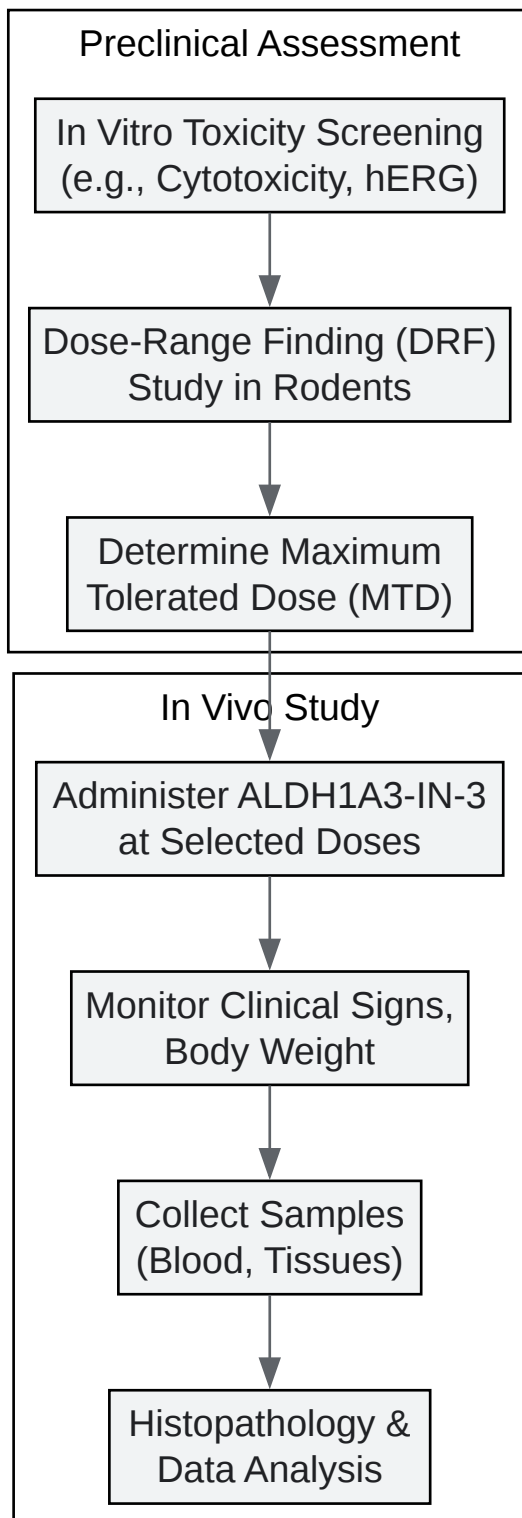 Preclinical Assessment
In Vitro Toxicity Screening
(e.g., Cytotoxicity, hERG)
Dose-Range Finding (DRF)
Study in Rodents
Determine Maximum
Tolerated Dose (MTD)
In Vivo Study
Administer ALDH1A3-IN-3
at Selected Doses
Monitor Clinical Signs,
Body Weight
Collect Samples
(Blood, Tissues)
Histopathology &
Data Analysis